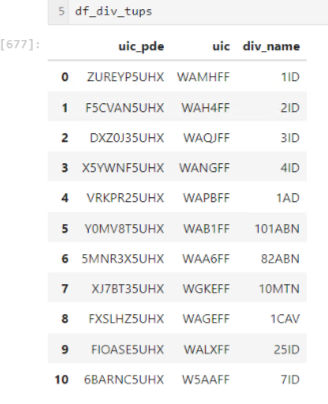 5 df_div_tups
[677]:
uic_pde uic div_name
0 ZUREYP5UHX WAMHFF 1ID
1 F5CVAN5UHX WAH4FF 2ID
2 DXZ0J35UHX WAQJFF 3ID
3 X5YWNF5UHX WANGFF 4ID
4 VRKPR25UHX WAPBFF 1AD
5 Y0MV8T5UHX WAB1FF 101ABN
6 5MNR3X5UHX WAA6FF 82ABN
7 XJ7BT35UHX WGKEFF 10MTN
8 FXSLHZ5UHX WAGEFF 1CAV
9 FIOASE5UHX WALXFF 25ID
10 6BARNC5UHX W5AAFF 7ID